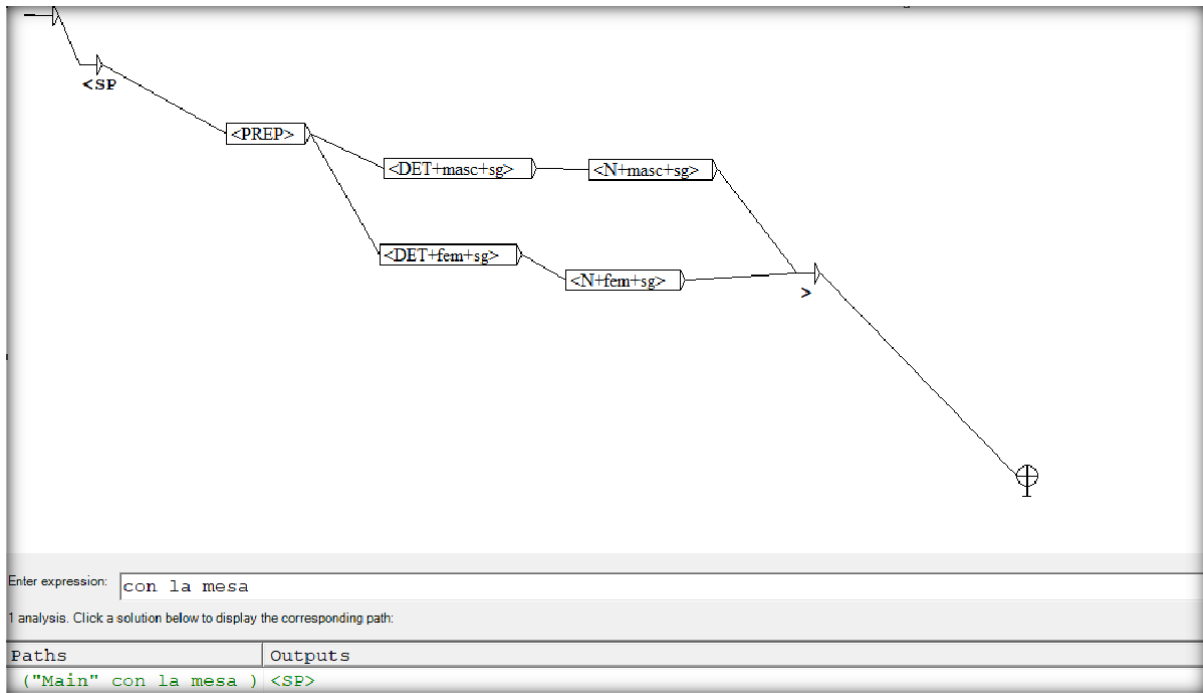 <SP
<PREP>
<DET+masc+sg> <N+masc+sg>
<DET+fem+sg>
<N+fem+sg>
>
Enter expression: con la mesa
1 analysis. Click a solution below to display the corresponding path:
Paths Outputs
("Main" con la mesa ) <SP>